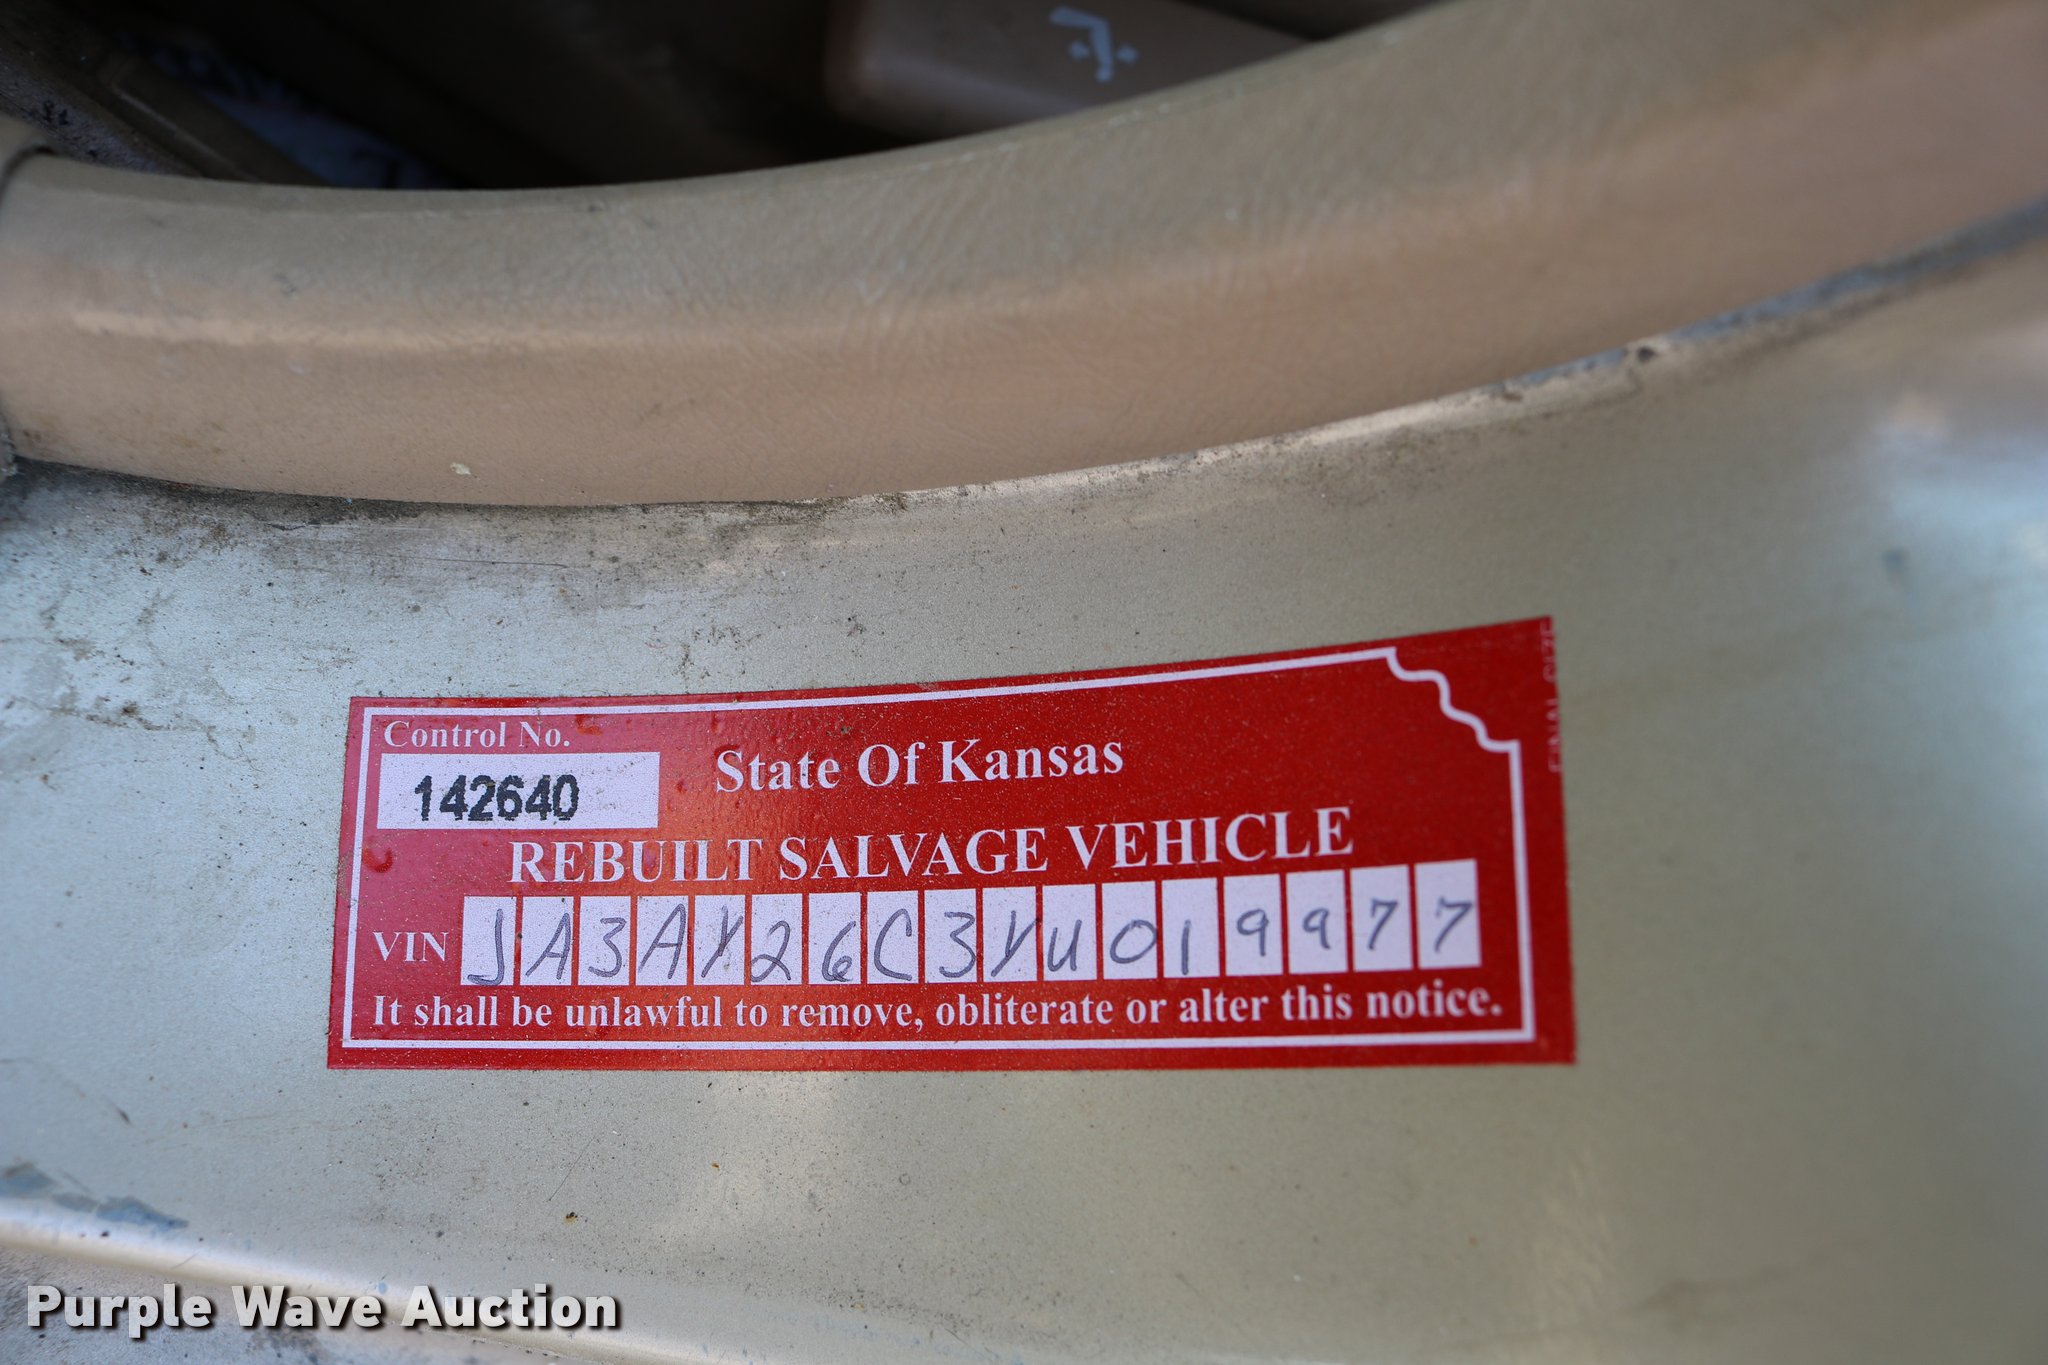 Control No.
142640
State Of Kansas
REBUILT SALVAGE VEHICLE
VIN JA3AY26C3YU019977
It shall be unlawful to remove, obliterate or alter this notice.
Purple Wave Auction